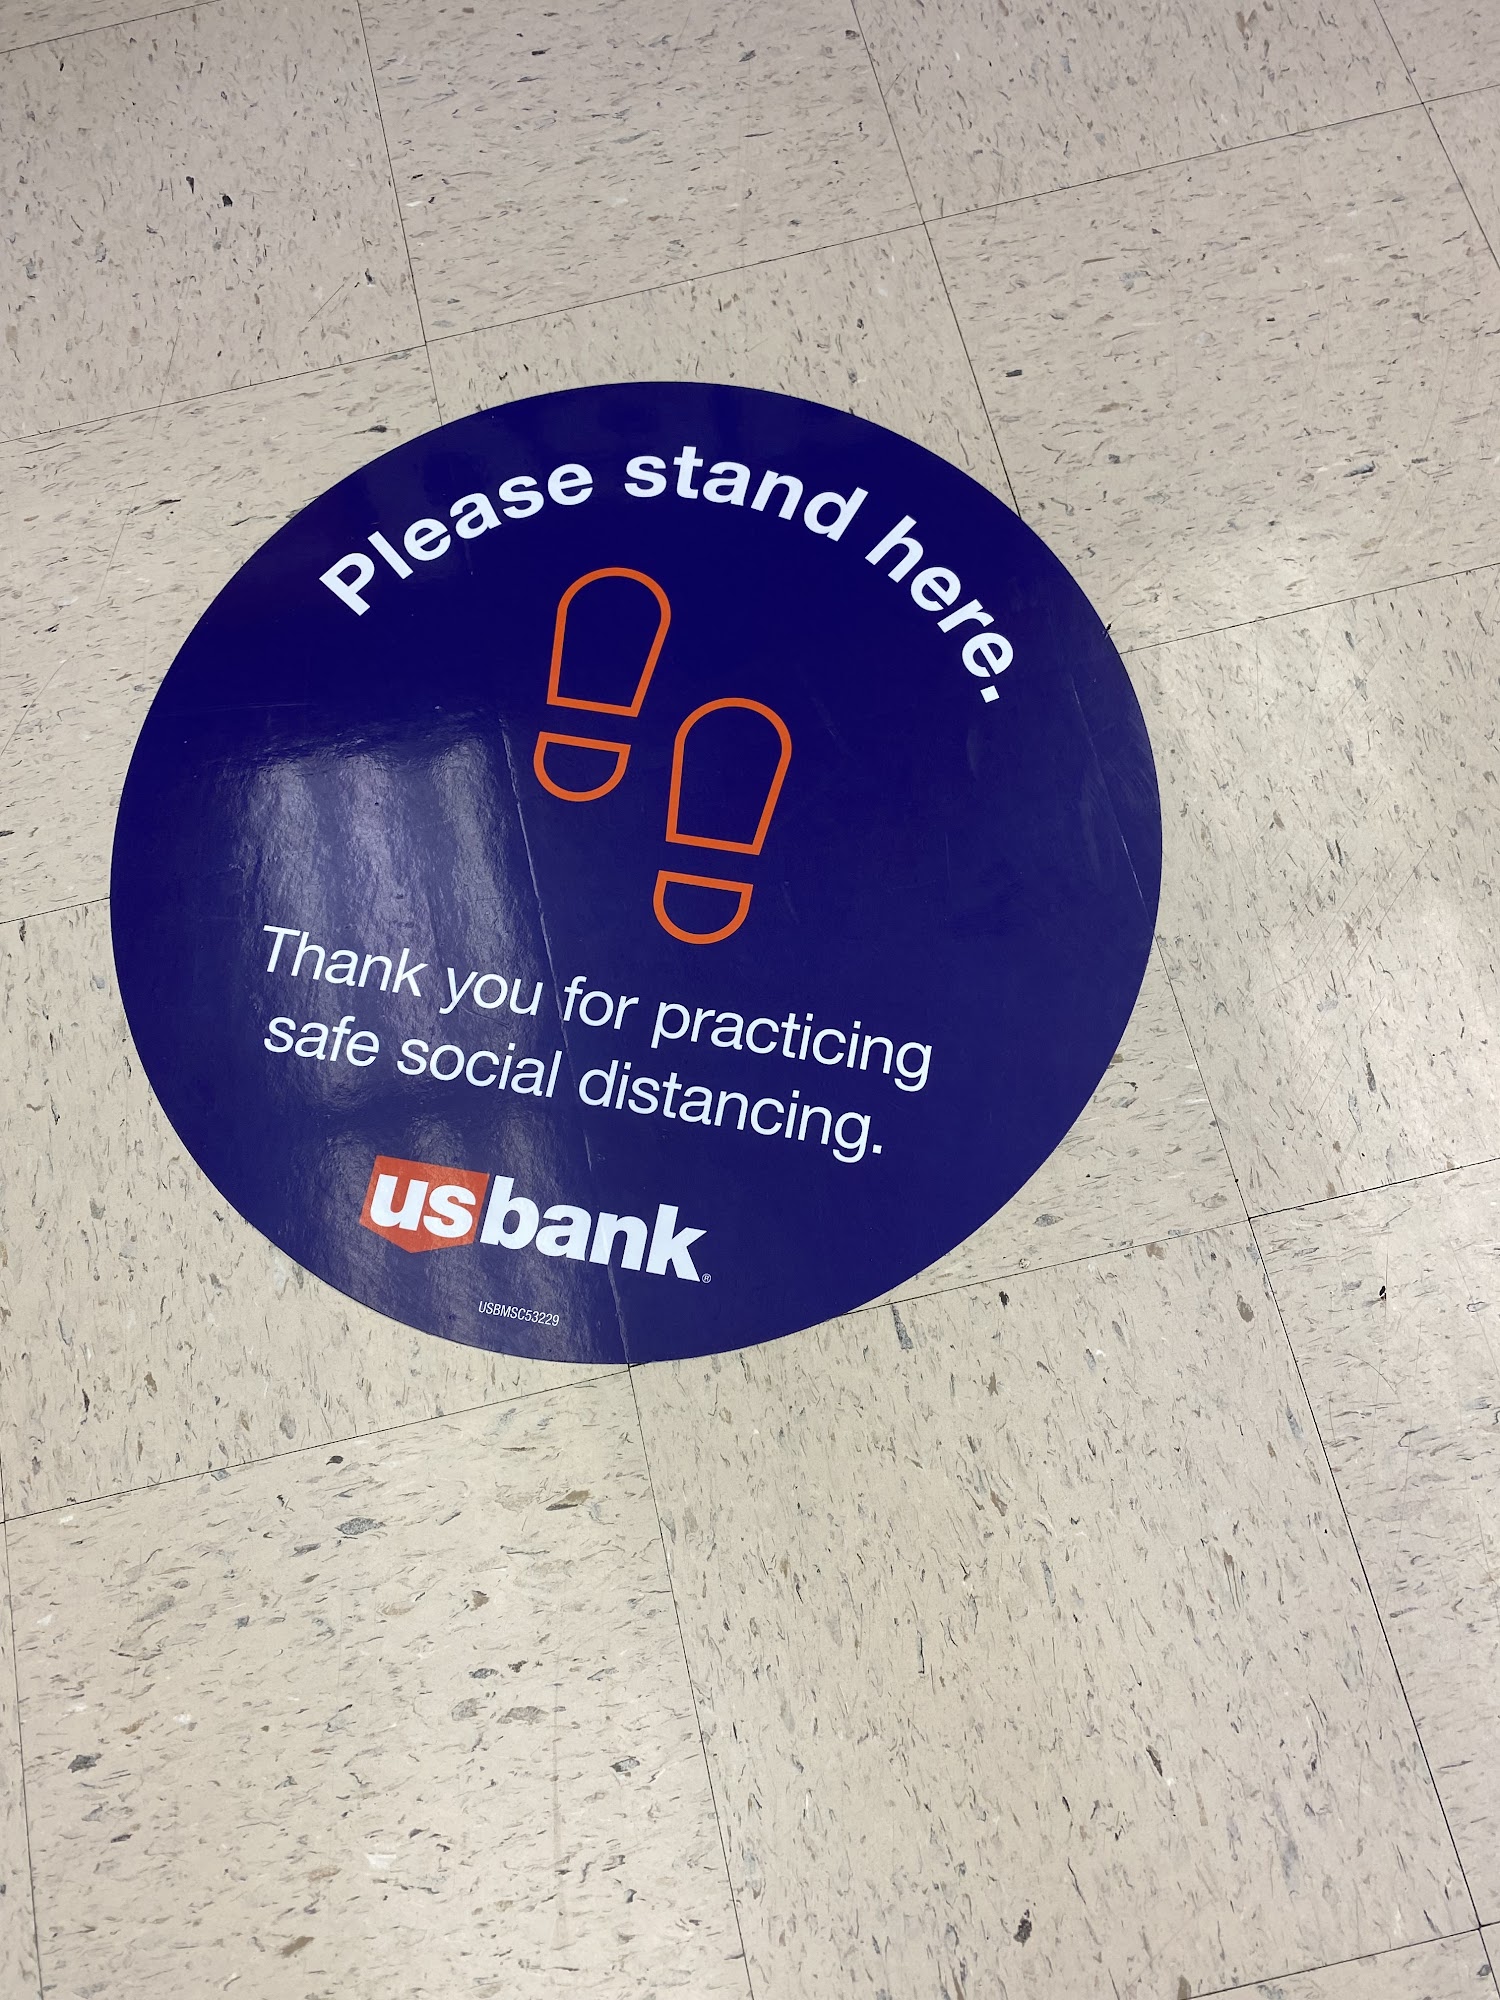 Please stand here.
Thank you for practicing
safe social distancing.
usbank®
USBMSC53229